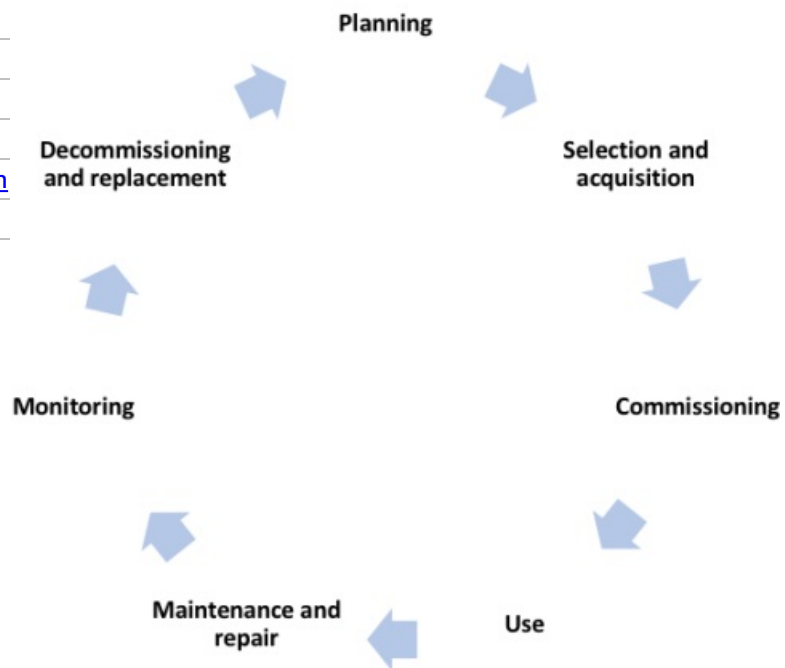 Planning
Selection and
acquisition
Commissioning
Use
Maintenance and
repair
Monitoring
Decommissioning
and replacement
n